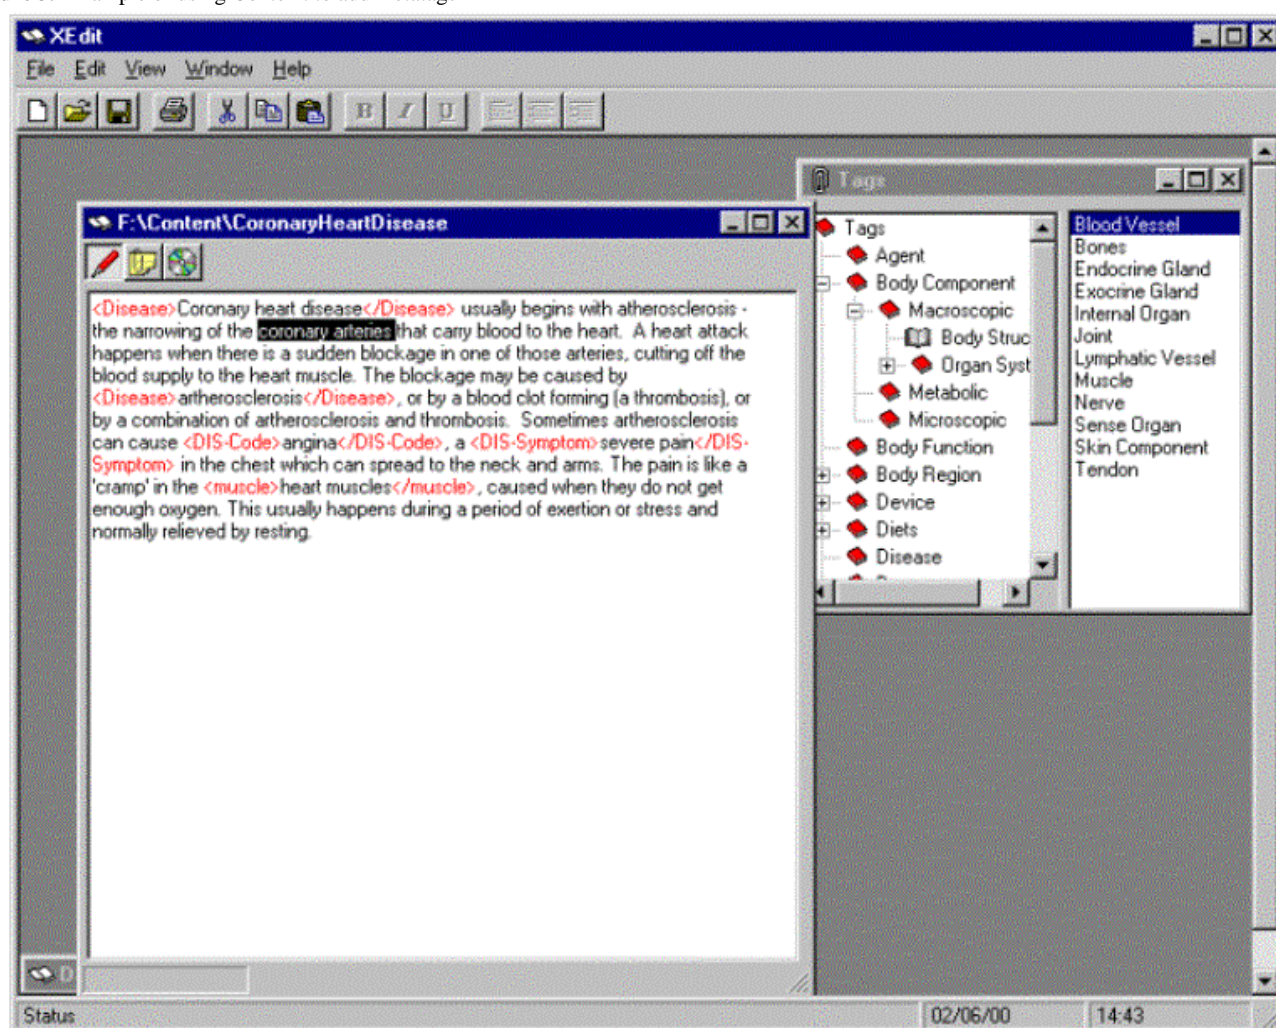 XEdit
File Edit View Window Help
B I U
Tags
F:\Content\CoronaryHeartDisease
<Disease>Coronary heart disease</Disease> usually begins with atherosclerosis -
the narrowing of the coronary arteries that carry blood to the heart. A heart attack
happens when there is a sudden blockage in one of those arteries, cutting off the
blood supply to the heart muscle. The blockage may be caused by
<Disease>artherosclerosis</Disease>, or by a blood clot forming (a thrombosis), or
by a combination of artherosclerosis and thrombosis. Sometimes artherosclerosis
can cause <DIS-Code>angina</DIS-Code>, a <DIS-Symptom>severe pain</DIS-
Symptom> in the chest which can spread to the neck and arms. The pain is like a
'cramp' in the <muscle>heart muscles</muscle>, caused when they do not get
enough oxygen. This usually happens during a period of exertion or stress and
normally relieved by resting.
Tags
Agent
Body Component
Macroscopic
Body Struc
Organ Syst
Metabolic
Microscopic
Body Function
Body Region
Device
Diets
Disease
Blood Vessel
Bones
Endocrine Gland
Exocrine Gland
Internal Organ
Joint
Lymphatic Vessel
Muscle
Nerve
Sense Organ
Skin Component
Tendon
D
Status
02/06/00
14:43